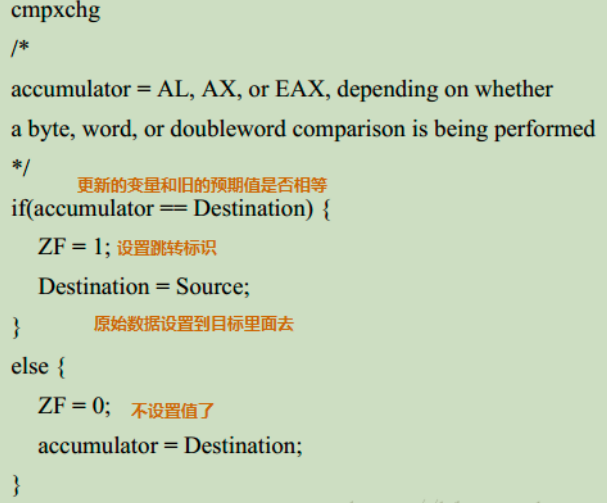 cmpxchg
/*
accumulator = AL, AX, or EAX, depending on whether
a byte, word, or doubleword comparison is being performed
*/
更新的变量和旧的预期值是否相等
if(accumulator == Destination) {
ZF = 1; 设置跳转标识
Destination = Source;
} 原始数据设置到目标里面去
else {
ZF = 0; 不设置值了
accumulator = Destination;
}